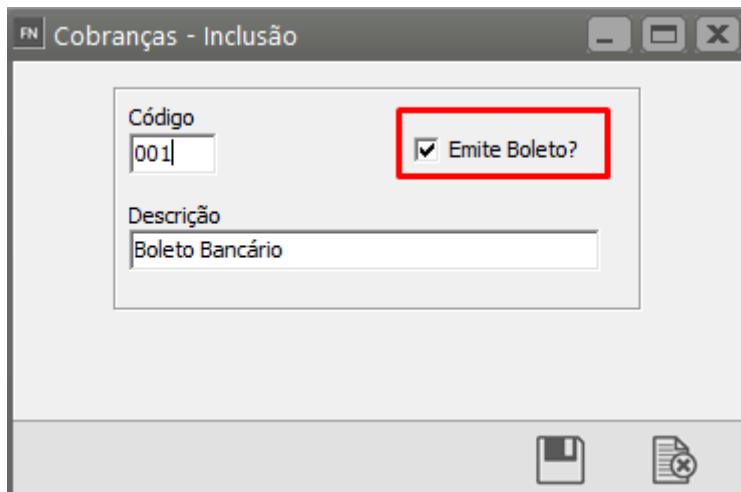 FN Cobranças - Inclusão
Código
001
Emite Boleto?
Descrição
Boleto Bancário